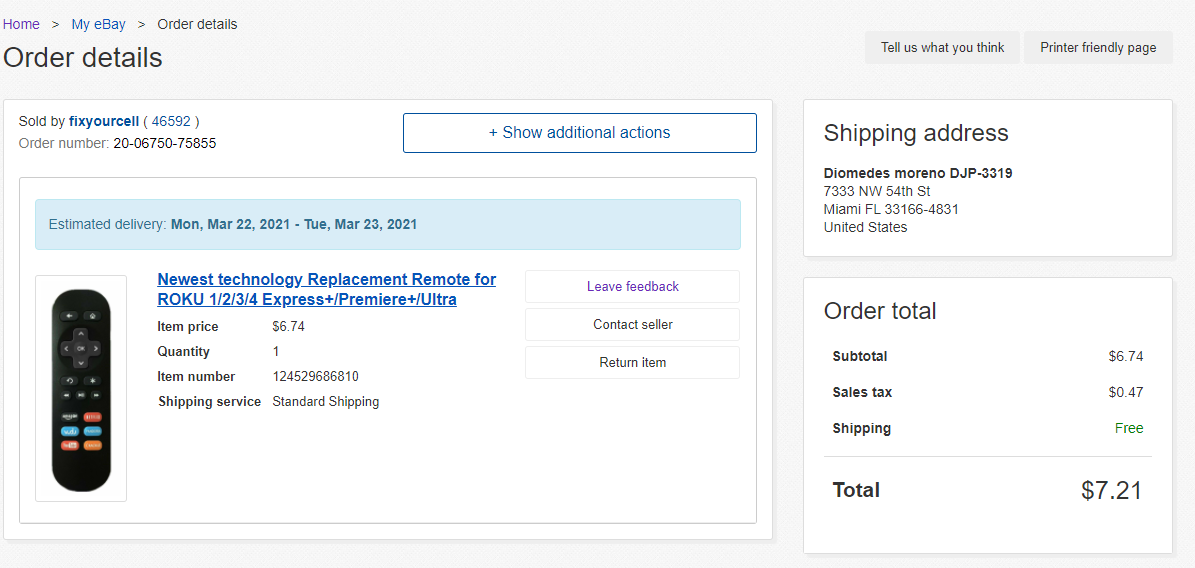 Home > My eBay > Order details
Order details
Tell us what you think
Printer friendly page
Sold by fixyourcell ( 46592 )
Order number: 20-06750-75855
+ Show additional actions
Estimated delivery: Mon, Mar 22, 2021 - Tue, Mar 23, 2021
OK
Newest technology Replacement Remote for
ROKU 1/2/3/4 Express+/Premiere+/Ultra
Item price $6.74
Quantity 1
Item number 124529686810
Shipping service Standard Shipping
Leave feedback
Contact seller
Return item
Shipping address
Diomedes moreno DJP-3319
7333 NW 54th St
Miami FL 33166-4831
United States
Order total
Subtotal $6.74
Sales tax $0.47
Shipping Free
Total $7.21